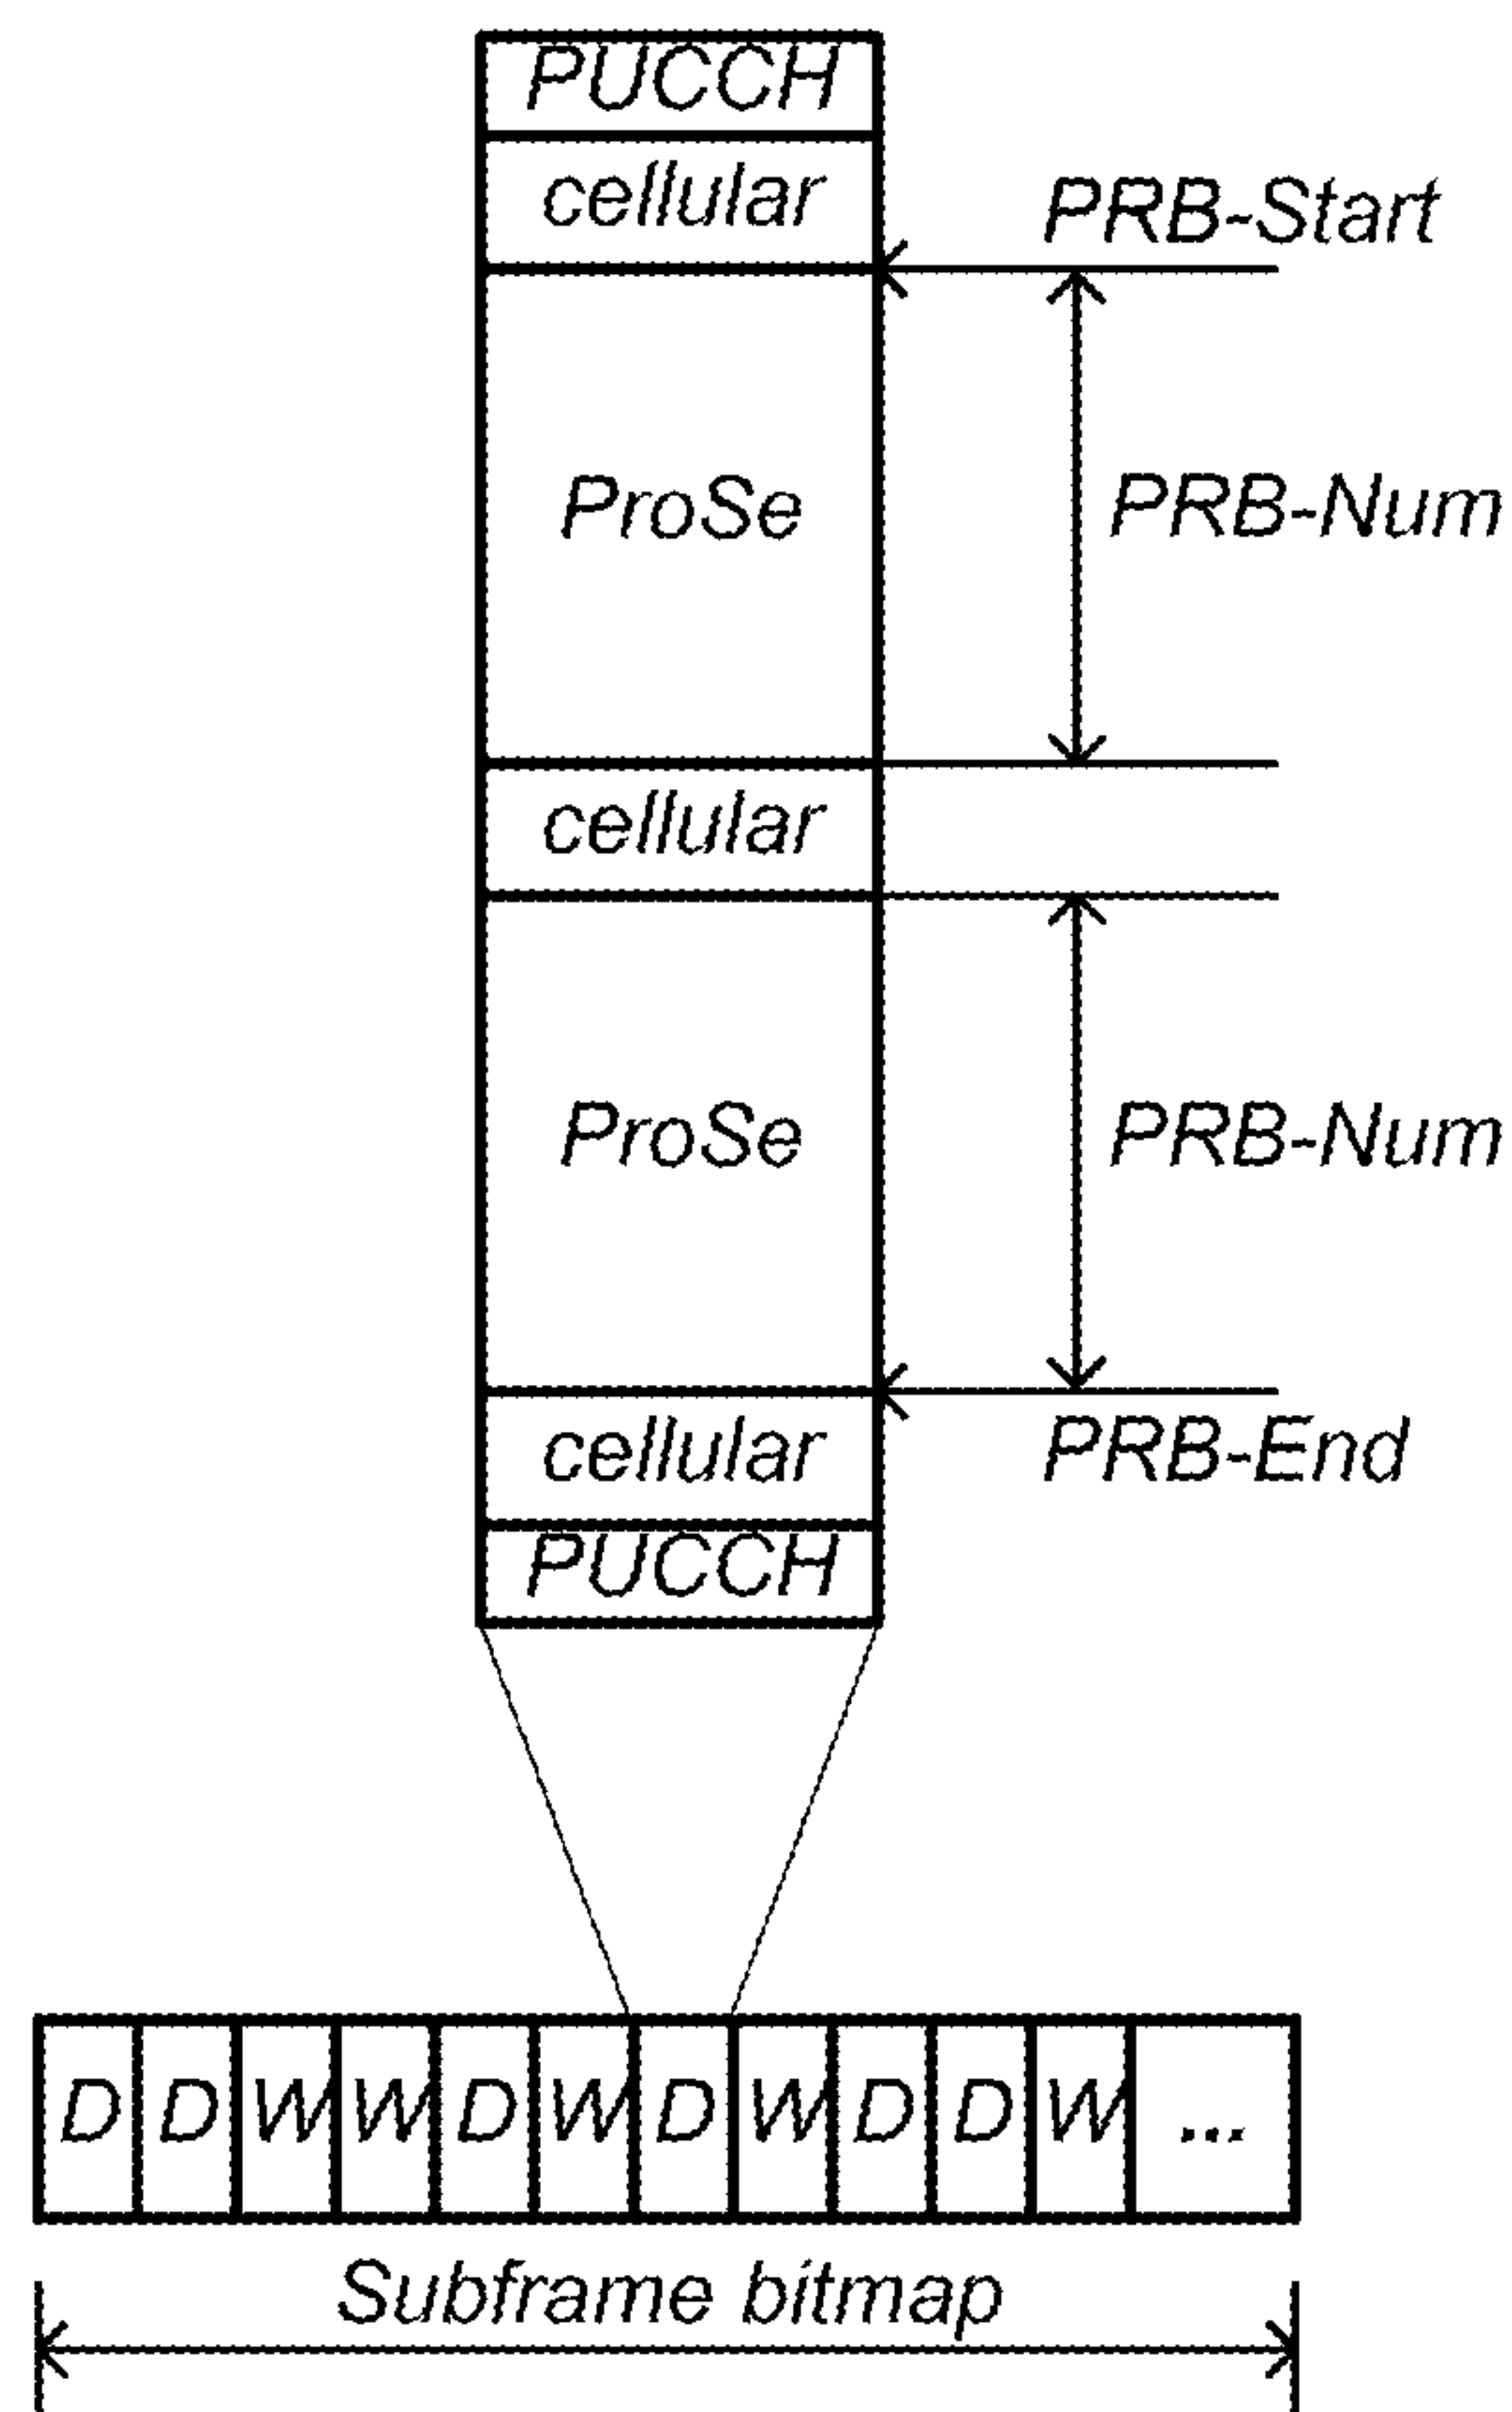 PUCCH
cellular
PRB-Start
ProSe
PRB-Num
cellular
ProSe
PRB-Num
cellular
PRB-End
PUCCH
D D W W D W D W D D W ...
Subframe bitmap